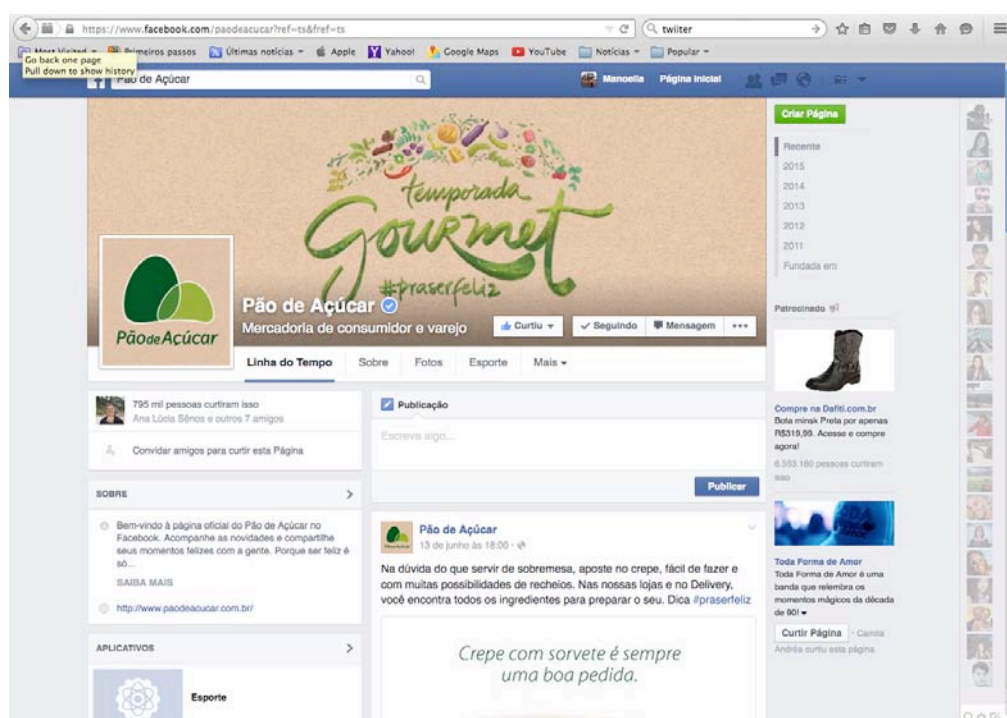 https://www.facebook.com/paodeacucar?ref=ts&fref=ts
twiiter
Most Visited
Primeiros passos
Últimas notícias
Apple
Yahoo!
Google Maps
YouTube
Notícias
Popular
Go back one page
Pull down to show history
Pão de Açúcar
Manoella
Página Inicial
temporada
Gourmet
#praserfeliz
PãodeAçúcar
Pão de Açúcar
Mercadoria de consumidor e varejo
Curtiu
Seguindo
Mensagem
Linha do Tempo
Sobre
Fotos
Esporte
Mais
Criar Página
Recente
2015
2014
2013
2012
2011
Fundada em
795 mil pessoas curtiram isso
Ana Lúcia Sênos e outros 7 amigos
Convidar amigos para curtir esta Página
SOBRE
Bem-vindo à página oficial do Pão de Açúcar no
Facebook. Acompanhe as novidades e compartilhe
seus momentos felizes com a gente. Porque ser feliz é
só...
SAIBA MAIS
http://www.paodeacucar.com.br/
APLICATIVOS
Esporte
Publicação
Escreva algo...
Publicar
Pão de Açúcar
13 de junho às 18:00
Na dúvida do que servir de sobremesa, aposte no crepe, fácil de fazer e
com muitas possibilidades de recheios. Nas nossas lojas e no Delivery,
você encontra todos os ingredientes para preparar o seu. Dica #praserfeliz
Crepe com sorvete é sempre
uma boa pedida.
Patrocinado
Compre na Dafiti.com.br
Bota minsk Preta por apenas
R$319,99. Acesse e compre
agora!
6.553.160 pessoas curtiram
isso
Toda Forma de Amor
Toda Forma de Amor é uma
banda que relembra os
momentos mágicos da década
de 90!
Curtir Página · Camila
Andréa curtiu esta página.